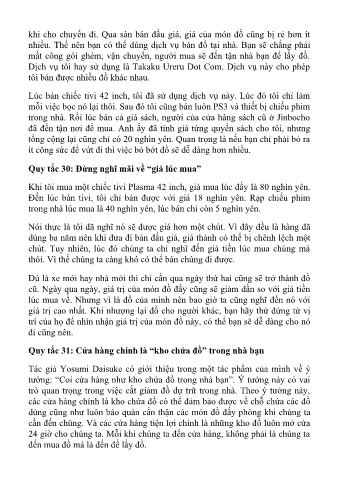 khi cho chuyển đi. Qua sàn bán đấu giá, giá của món đồ cũng bị rẻ hơn ít
nhiều. Thế nên bạn có thể dùng dịch vụ bán đồ tại nhà. Bạn sẽ chẳng phải
mất công gói ghém, vận chuyển, người mua sẽ đến tận nhà bạn để lấy đồ.
Dịch vụ tôi hay sử dụng là Takaku Ureru Dot Com. Dịch vụ này cho phép
tôi bán được nhiều đồ khác nhau.
Lúc bán chiếc tivi 42 inch, tôi đã sử dụng dịch vụ này. Lúc đó tôi chỉ làm
mỗi việc bọc nó lại thôi. Sau đó tôi cũng bán luôn PS3 và thiết bị chiếu phim
trong nhà. Rồi lúc bán cả giá sách, người của cửa hàng sách cũ ở Jinbocho
đã đến tận nơi để mua. Anh ấy đã tính giá từng quyển sách cho tôi, nhưng
tổng cộng lại cũng chỉ có 20 nghìn yên. Quan trọng là nếu bạn chỉ phải bỏ ra
ít công sức để vứt đi thì việc bỏ bớt đồ sẽ dễ dàng hơn nhiều.
Quy tắc 30: Đừng nghĩ mãi về “giá lúc mua”
Khi tôi mua một chiếc tivi Plasma 42 inch, giá mua lúc đấy là 80 nghìn yên.
Đến lúc bán tivi, tôi chỉ bán được với giá 18 nghìn yên. Rạp chiếu phim
trong nhà lúc mua là 40 nghìn yên, lúc bán chỉ còn 5 nghìn yên.
Nói thực là tôi đã nghĩ nó sẽ được giá hơn một chút. Vì đây đều là hàng đã
dùng ba năm nên khi đưa đi bán đấu giá, giá thành có thể bị chênh lệch một
chút. Tuy nhiên, lúc đó chúng ta chỉ nghĩ đến giá tiền lúc mua chúng mà
thôi. Vì thế chúng ta càng khó có thể bán chúng đi được.
Dù là xe mới hay nhà mới thì chỉ cần qua ngày thứ hai cũng sẽ trở thành đồ
cũ. Ngày qua ngày, giá trị của món đồ đấy cũng sẽ giảm dần so với giá tiền
lúc mua về. Nhưng vì là đồ của mình nên bao giờ ta cũng nghĩ đến nó với
giá trị cao nhất. Khi nhượng lại đồ cho người khác, bạn hãy thử đứng từ vị
trí của họ để nhìn nhận giá trị của món đồ này, có thể bạn sẽ dễ dàng cho nó
đi cũng nên.
Quy tắc 31: Cửa hàng chính là “kho chứa đồ” trong nhà bạn
Tác giả Yosumi Daisuke có giới thiệu trong một tác phẩm của mình về ý
tưởng: “Coi cửa hàng như kho chứa đồ trong nhà bạn”. Ý tưởng này có vai
trò quan trọng trong việc cắt giảm đồ dự trữ trong nhà. Theo ý tưởng này,
các cửa hàng chính là kho chứa đồ có thể đảm bảo được về chỗ chứa các đồ
dùng cũng như luôn bảo quản cẩn thận các món đồ đấy phòng khi chúng ta
cần đến chúng. Và các cửa hàng tiện lợi chính là những kho đồ luôn mở cửa
24 giờ cho chúng ta. Mỗi khi chúng ta đến cửa hàng, không phải là chúng ta
đến mua đồ mà là đến để lấy đồ.